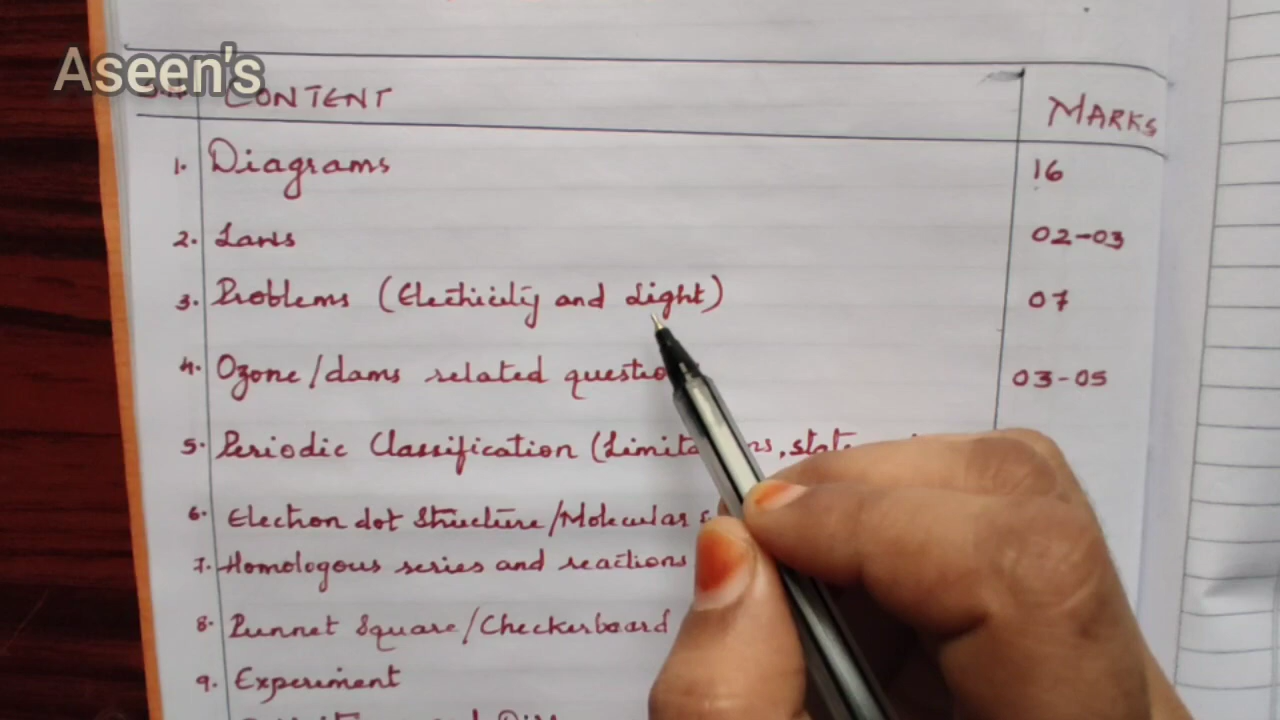 Aseen's
CONTENT MARKS
1. Diagrams 16
2. Laws 02-03
3. Problems (Electricity and Light) 07
4. Ozone/dams related 03-05
5. Periodic Classification
6. Electron dot Structure/Molecular
7. Homologous series and reactions
8. Punnet Square/Checkerboard
9. Experiment